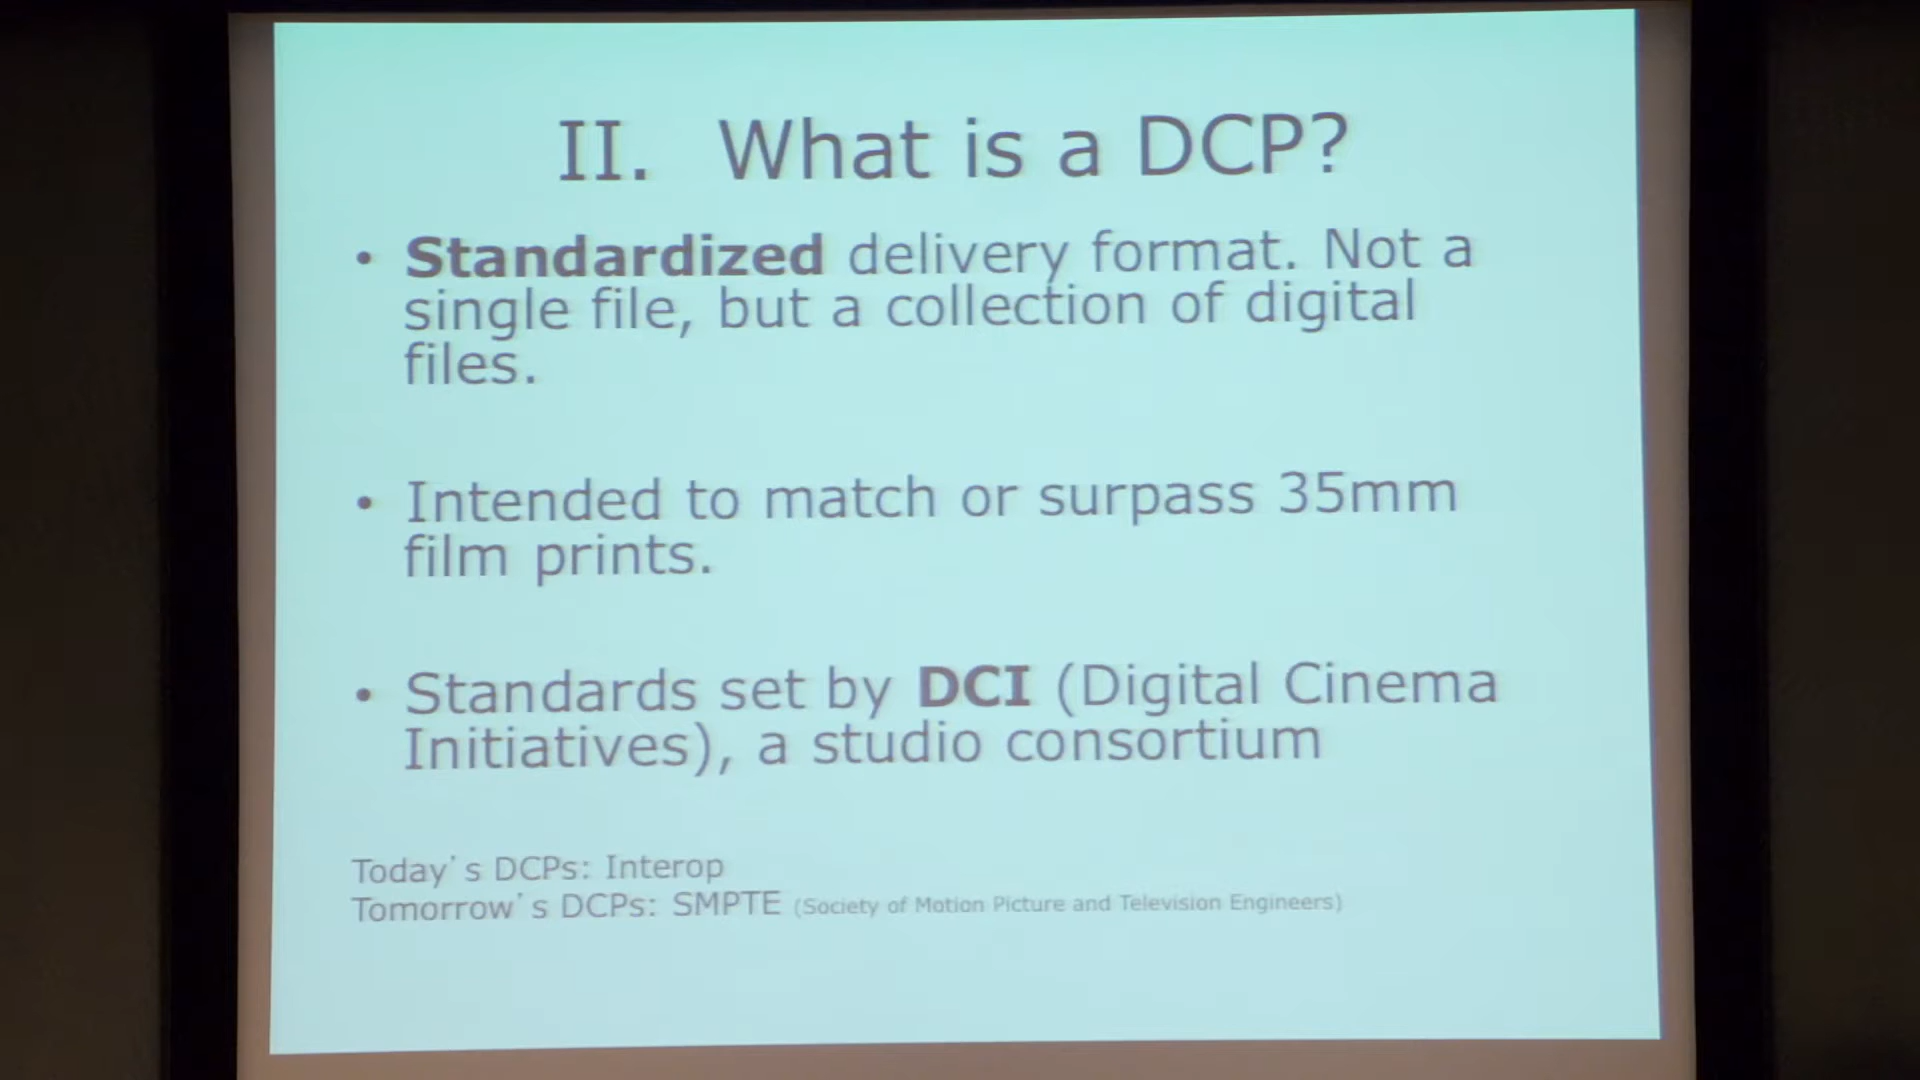 II. What is a DCP?
• Standardized delivery format. Not a
single file, but a collection of digital
files.
• Intended to match or surpass 35mm
film prints.
• Standards set by DCI (Digital Cinema
Initiatives), a studio consortium
Today's DCPs: Interop
Tomorrow's DCPs: SMPTE (Society of Motion Picture and Television Engineers)